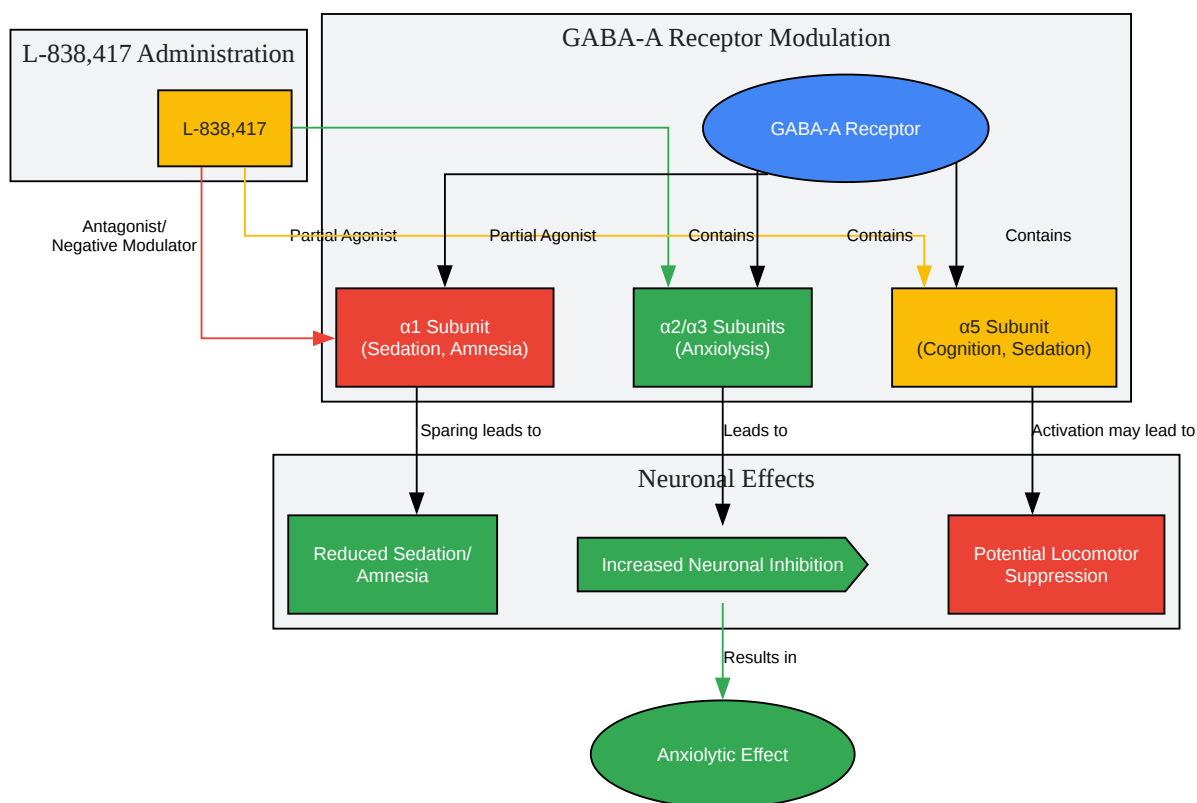 GABA-A Receptor Modulation
L-838,417 Administration
L-838,417
GABA-A Receptor
Antagonist/
Negative Modulator
Partial Agonist
Partial Agonist
Contains
Contains
Contains
α1 Subunit
(Sedation, Amnesia)
α2/α3 Subunits
(Anxiolysis)
α5 Subunit
(Cognition, Sedation)
Sparing leads to
Leads to
Activation may lead to
Neuronal Effects
Reduced Sedation/
Amnesia
Increased Neuronal Inhibition
Potential Locomotor
Suppression
Results in
Anxiolytic Effect